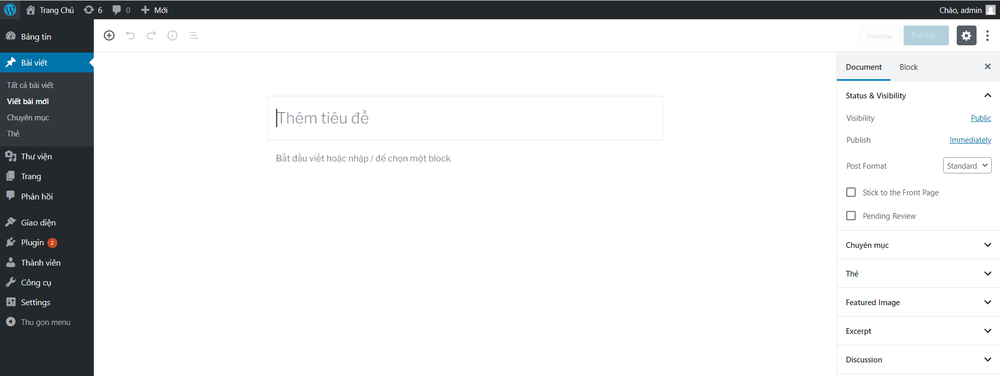 Trang Chủ 6 0 Mới Chào, admin
Bảng tin
Bài viết
Tất cả bài viết
Viết bài mới
Chuyên mục
Thẻ
Thư viện
Trang
Phản hồi
Giao diện
Plugin 2
Thành viên
Công cụ
Settings
Thu gọn menu
Preview Publish...
Thêm tiêu đề
Bắt đầu viết hoặc nhập / để chọn một block
Document Block
Status & Visibility
Visibility Public
Publish Immediately
Post Format Standard
Stick to the Front Page
Pending Review
Chuyên mục
Thẻ
Featured Image
Excerpt
Discussion